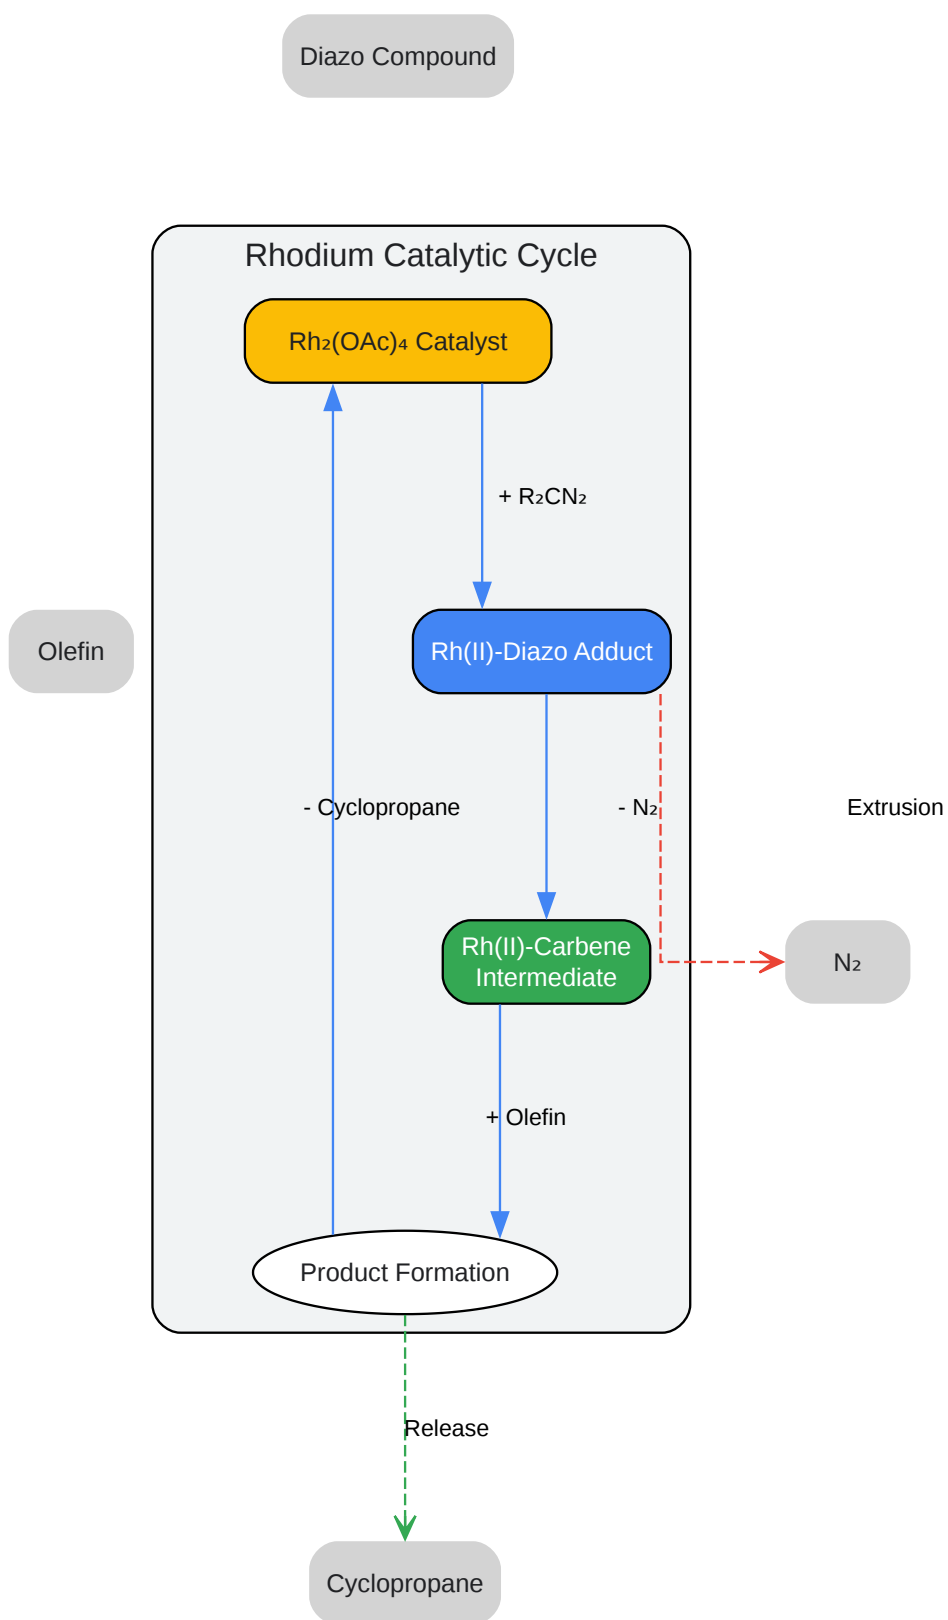 Diazo Compound
Rhodium Catalytic Cycle
Rh₂(OAc)₄ Catalyst
+ R₂CN₂
Olefin
Rh(II)-Diazo Adduct
- Cyclopropane
- N₂
Extrusion
Rh(II)-Carbene
Intermediate
N₂
+ Olefin
Product Formation
Release
Cyclopropane